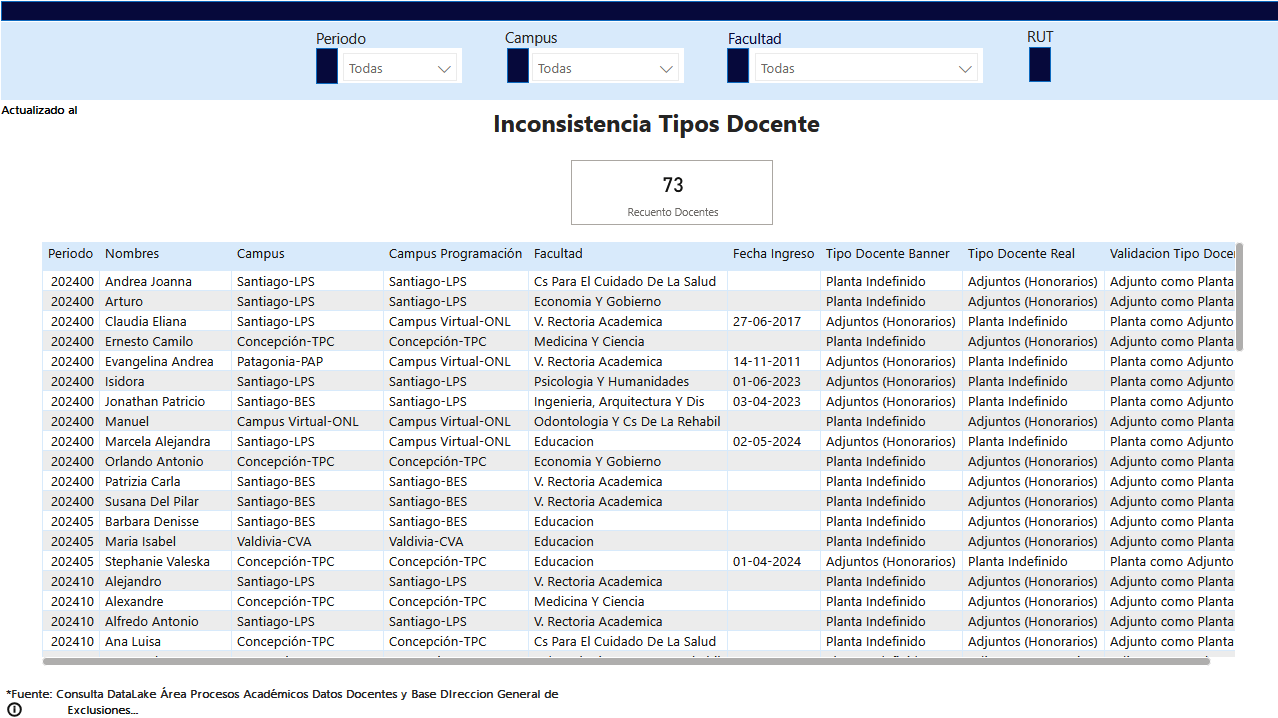 Periodo Campus Facultad RUT
Todas Todas Todas
Actualizado al
Inconsistencia Tipos Docente
73
Recuento Docentes
Periodo Nombres Campus Campus Programación Facultad Fecha Ingreso Tipo Docente Banner Tipo Docente Real Validacion Tipo Docen
202400 Andrea Joanna Santiago-LPS Santiago-LPS Cs Para El Cuidado De La Salud Planta Indefinido Adjuntos (Honorarios) Adjunto como Planta
202400 Arturo Santiago-LPS Santiago-LPS Economia Y Gobierno Planta Indefinido Adjuntos (Honorarios) Adjunto como Planta
202400 Claudia Eliana Santiago-LPS Campus Virtual-ONL V. Rectoria Academica 27-06-2017 Adjuntos (Honorarios) Planta Indefinido Planta como Adjunto
202400 Ernesto Camilo Concepción-TPC Concepción-TPC Medicina Y Ciencia Planta Indefinido Adjuntos (Honorarios) Adjunto como Planta
202400 Evangelina Andrea Patagonia-PAP Campus Virtual-ONL V. Rectoria Academica 14-11-2011 Adjuntos (Honorarios) Planta Indefinido Planta como Adjunto
202400 Isidora Santiago-LPS Santiago-LPS Psicologia Y Humanidades 01-06-2023 Adjuntos (Honorarios) Planta Indefinido Planta como Adjunto
202400 Jonathan Patricio Santiago-BES Santiago-LPS Ingenieria, Arquitectura Y Dis 03-04-2023 Adjuntos (Honorarios) Planta Indefinido Planta como Adjunto
202400 Manuel Campus Virtual-ONL Campus Virtual-ONL Odontologia Y Cs De La Rehabil Planta Indefinido Adjuntos (Honorarios) Adjunto como Planta
202400 Marcela Alejandra Santiago-LPS Campus Virtual-ONL Educacion 02-05-2024 Adjuntos (Honorarios) Planta Indefinido Planta como Adjunto
202400 Orlando Antonio Concepción-TPC Concepción-TPC Economia Y Gobierno Planta Indefinido Adjuntos (Honorarios) Adjunto como Planta
202400 Patrizia Carla Santiago-BES Santiago-BES V. Rectoria Academica Planta Indefinido Adjuntos (Honorarios) Adjunto como Planta
202400 Susana Del Pilar Santiago-BES Santiago-BES V. Rectoria Academica Planta Indefinido Adjuntos (Honorarios) Adjunto como Planta
202405 Barbara Denisse Santiago-BES Santiago-BES Educacion Planta Indefinido Adjuntos (Honorarios) Adjunto como Planta
202405 Maria Isabel Valdivia-CVA Valdivia-CVA Educacion Planta Indefinido Adjuntos (Honorarios) Adjunto como Planta
202405 Stephanie Valeska Concepción-TPC Concepción-TPC Educacion 01-04-2024 Adjuntos (Honorarios) Planta Indefinido Planta como Adjunto
202410 Alejandro Santiago-LPS Santiago-LPS V. Rectoria Academica Planta Indefinido Adjuntos (Honorarios) Adjunto como Planta
202410 Alexandre Concepción-TPC Concepción-TPC Medicina Y Ciencia Planta Indefinido Adjuntos (Honorarios) Adjunto como Planta
202410 Alfredo Antonio Santiago-LPS Santiago-LPS V. Rectoria Academica Planta Indefinido Adjuntos (Honorarios) Adjunto como Planta
202410 Ana Luisa Concepción-TPC Concepción-TPC Cs Para El Cuidado De La Salud Planta Indefinido Adjuntos (Honorarios) Adjunto como Planta
*Fuente: Consulta DataLake Área Procesos Académicos Datos Docentes y Base DIreccion General de
Exclusiones...